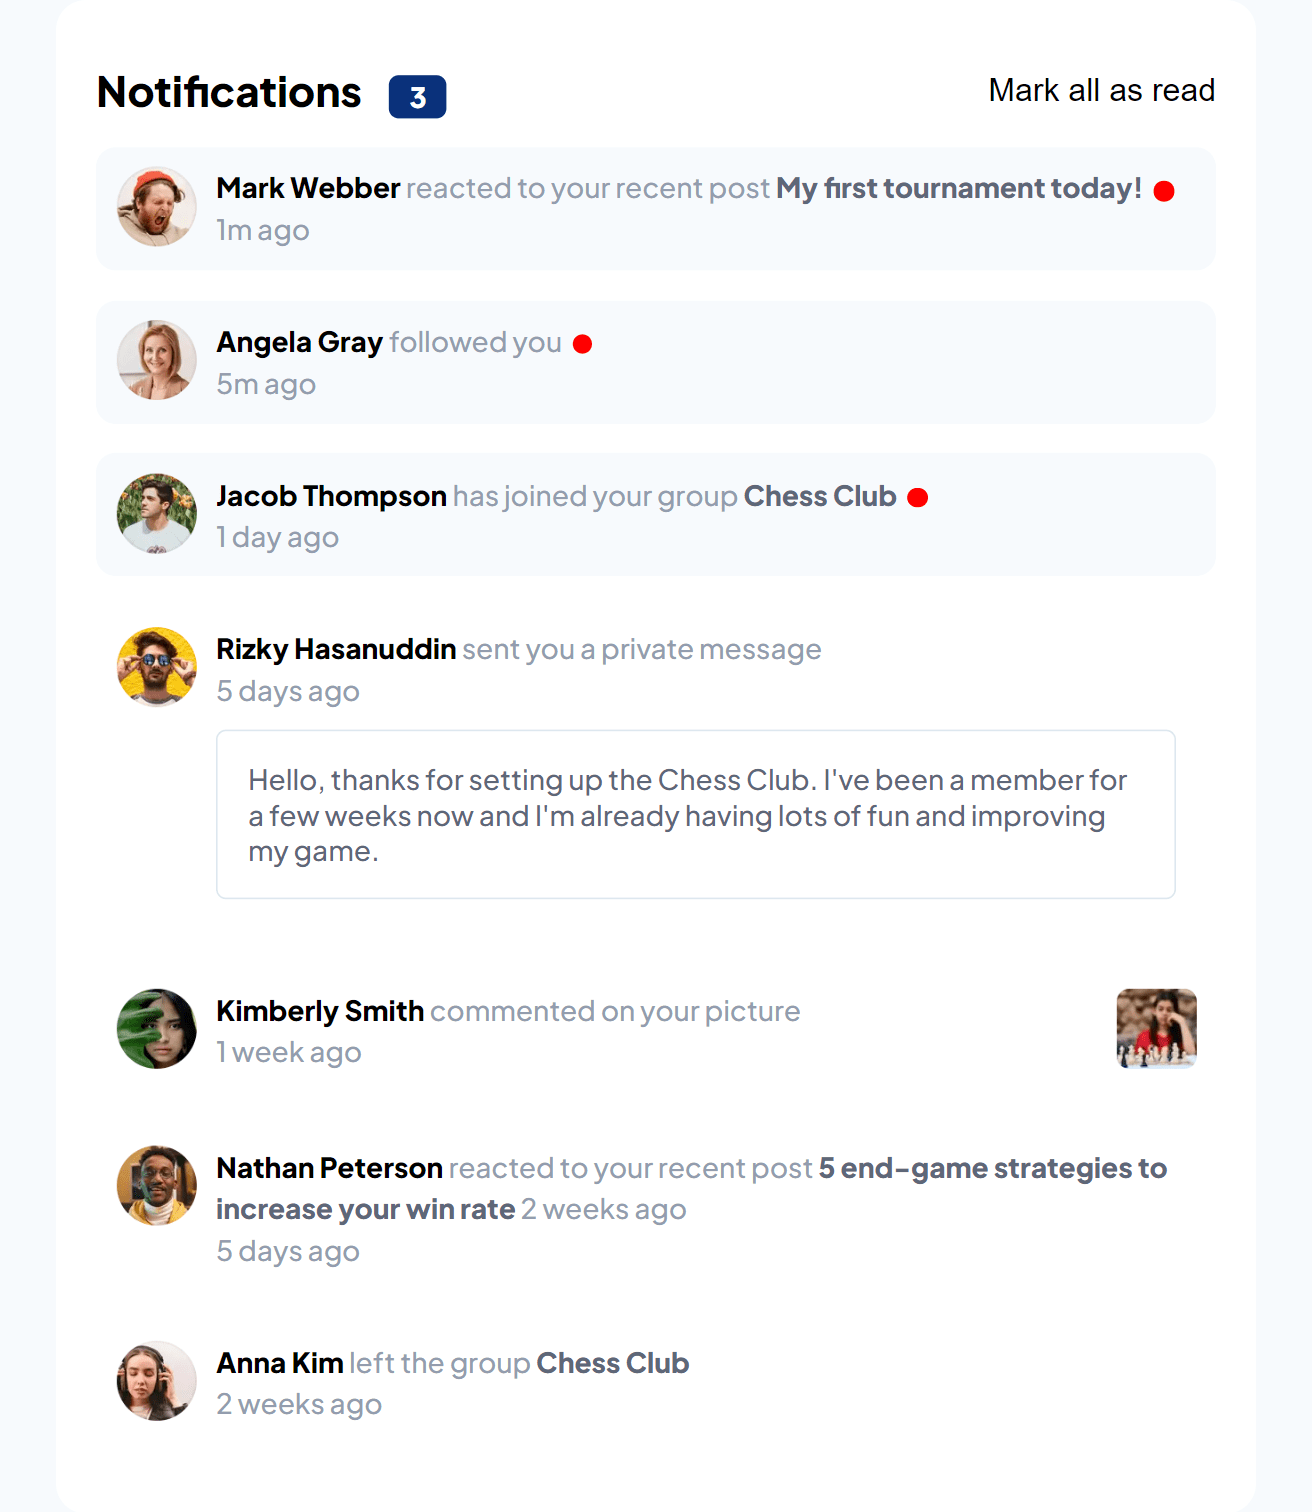 Notifications 3 Mark all as read
Mark Webber reacted to your recent post My first tournament today!
1m ago
Angela Gray followed you
5m ago
Jacob Thompson has joined your group Chess Club
1 day ago
Rizky Hasanuddin sent you a private message
5 days ago
Hello, thanks for setting up the Chess Club. I've been a member for
a few weeks now and I'm already having lots of fun and improving
my game.
Kimberly Smith commented on your picture
1 week ago
Nathan Peterson reacted to your recent post 5 end-game strategies to
increase your win rate 2 weeks ago
5 days ago
Anna Kim left the group Chess Club
2 weeks ago